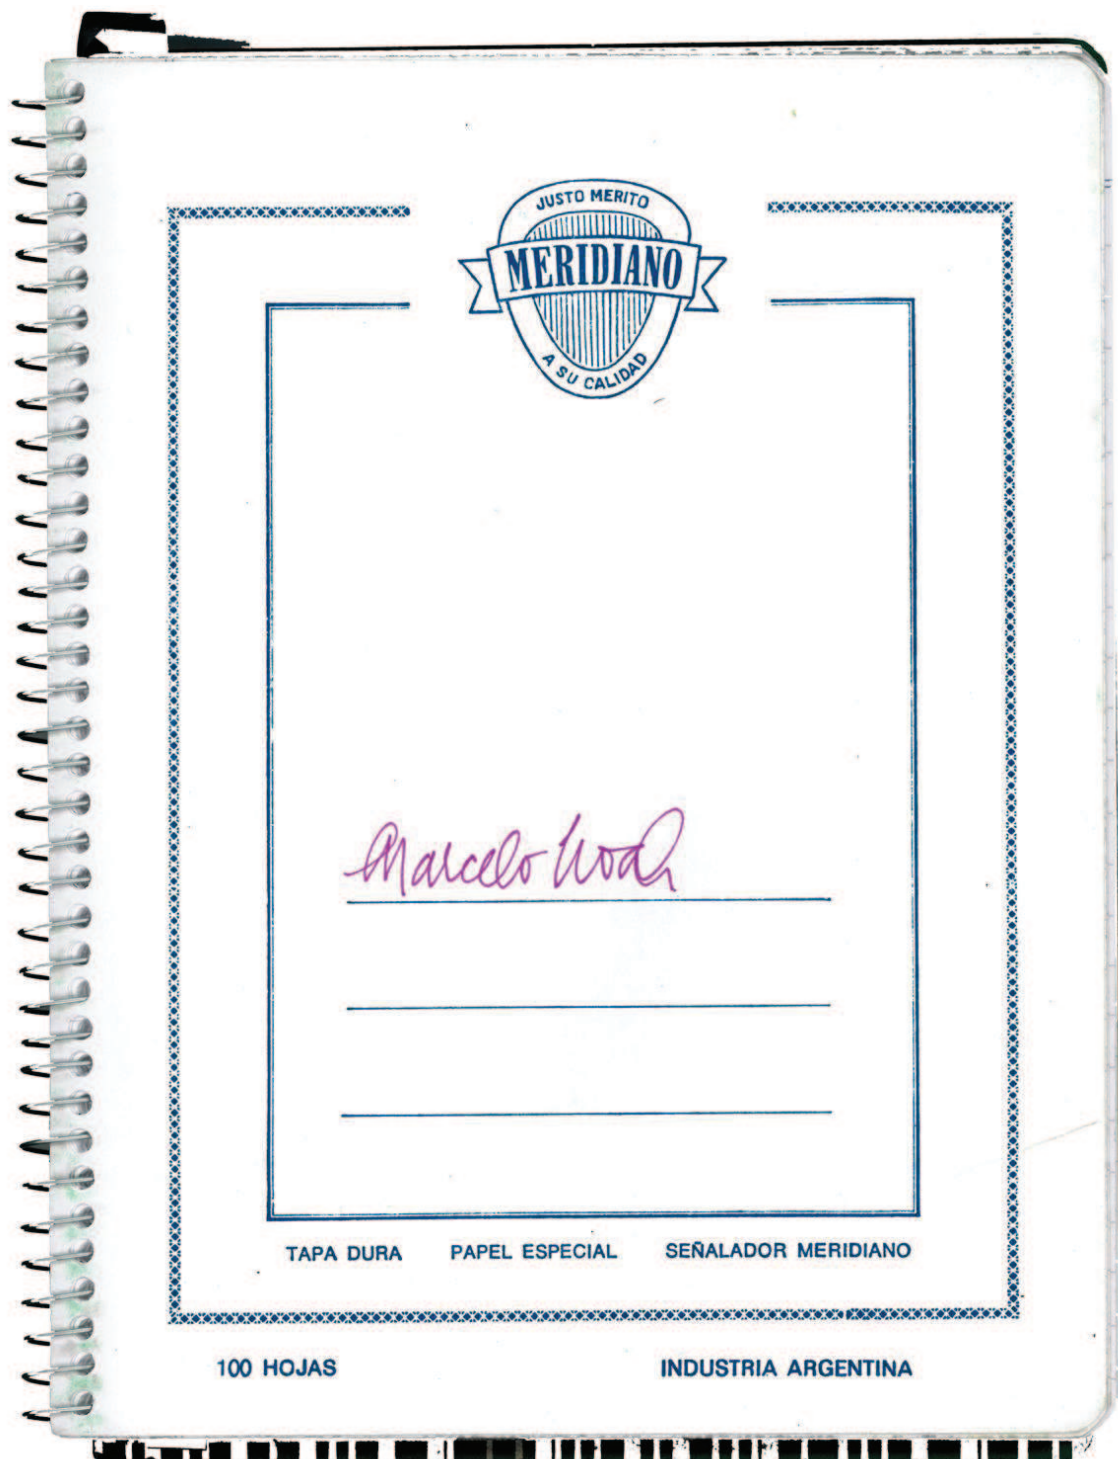 JUSTO MERITO
MERIDIANO
A SU CALIDAD
Marcelo
TAPA DURA PAPEL ESPECIAL SEÑALADOR MERIDIANO
100 HOJAS INDUSTRIA ARGENTINA